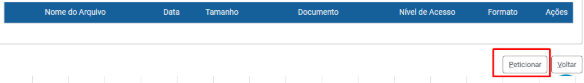 Nome do Arquivo Data Tamanho Documento Nível de Acesso Formato Ações
Peticionar Voltar